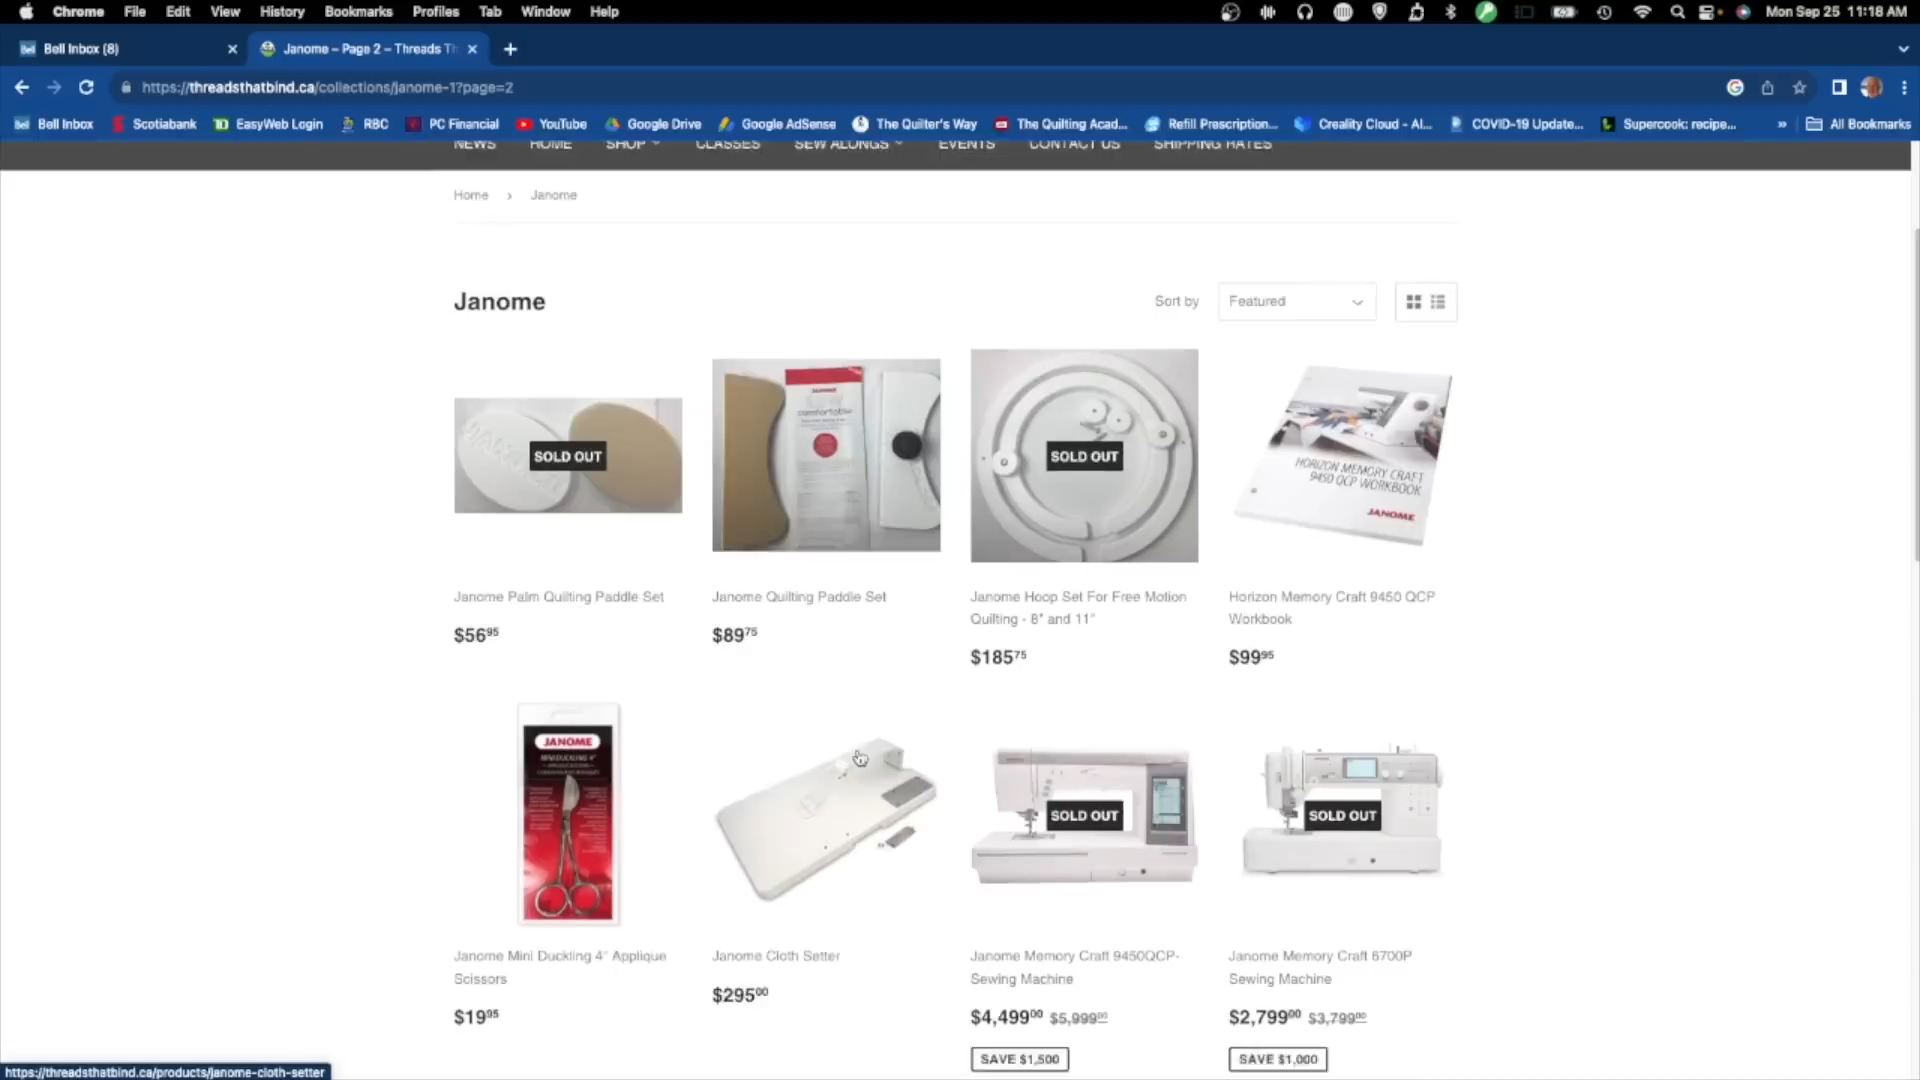 Chrome File Edit View History Bookmarks Profiles Tab Window Help Mon Sep 25 11:18 AM
Bell Inbox (8) Janome – Page 2 – Threads Th
https://threadsthatbind.ca/collections/janome-1?page=2
Bell Inbox Scotiabank EasyWeb Login RBC PC Financial YouTube Google Drive Google AdSense The Quilter's Way The Quilting Acad... Refill Prescription... Creality Cloud - Al... COVID-19 Update... Supercook: recipe... » All Bookmarks
NEWS HOME SHOP CLASSES SEW ALONGS EVENTS CONTACT US SHIPPING RATES
Home › Janome
Janome Sort by Featured
SOLD OUT
JANOME
comfortable
SOLD OUT
HORIZON MEMORY CRAFT
9450 QCP WORKBOOK
JANOME
Janome Palm Quilting Paddle Set
$56.95
Janome Quilting Paddle Set
$89.75
Janome Hoop Set For Free Motion
Quilting - 8" and 11"
$185.75
Horizon Memory Craft 9450 QCP
Workbook
$99.95
JANOME
MINI DUCKLING 4"
SOLD OUT
SOLD OUT
Janome Mini Duckling 4" Applique
Scissors
$19.95
Janome Cloth Setter
$295.00
Janome Memory Craft 9450QCP-
Sewing Machine
$4,499.00 $5,999.00
SAVE $1,500
Janome Memory Craft 6700P
Sewing Machine
$2,799.00 $3,799.00
SAVE $1,000
https://threadsthatbind.ca/products/janome-cloth-setter